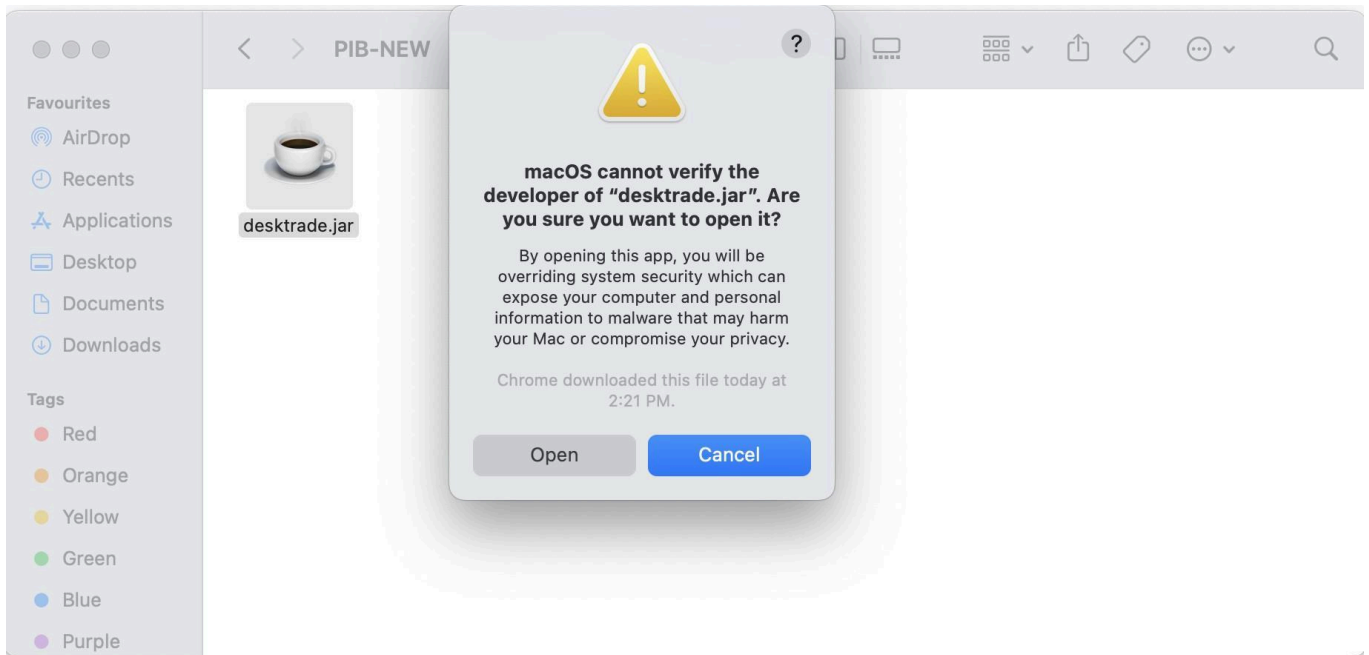 PIB-NEW
?
Favourites
AirDrop
Recents
Applications
Desktop
Documents
Downloads
Tags
Red
Orange
Yellow
Green
Blue
Purple
desktrade.jar
macOS cannot verify the
developer of “desktrade.jar”. Are
you sure you want to open it?
By opening this app, you will be
overriding system security which can
expose your computer and personal
information to malware that may harm
your Mac or compromise your privacy.
Chrome downloaded this file today at
2:21 PM.
Open
Cancel